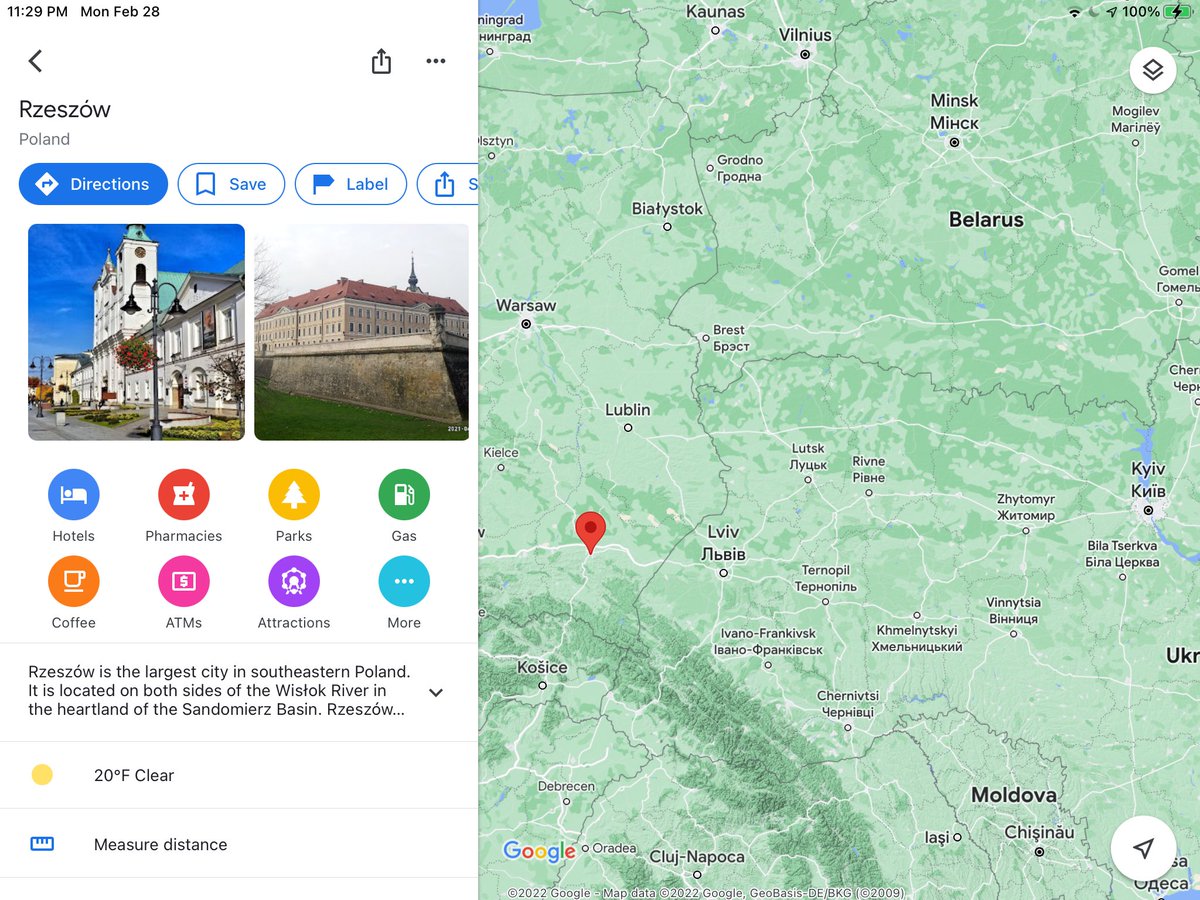 11:29 PM Mon Feb 28
100%
Rzeszów
Poland
Directions
Save
Label
S
Rzeszów is the largest city in southeastern Poland.
It is located on both sides of the Wisłok River in
the heartland of the Sandomierz Basin. Rzeszów...
Hotels
Pharmacies
Parks
Gas
Coffee
ATMs
Attractions
More
20°F Clear
Measure distance
ningrad
нинград
Kaunas
Vilnius
Minsk
Мінск
Mogilev
Магілёў
lsztyn
Grodno
Гродна
Białystok
Belarus
Gomel
Гомель
Warsaw
Brest
Брэст
Cher
Черн
Lublin
Kielce
Lutsk
Луцьк
Rivne
Рівне
Kyiv
Київ
Zhytomyr
Житомир
w
Lviv
Львів
Bila Tserkva
Біла Церква
Ternopil
Тернопіль
e
Vinnytsia
Вінниця
Ivano-Frankivsk
Івано-Франківськ
Khmelnytskyi
Хмельницький
Ukr
Košice
Chernivtsi
Чернівці
Debrecen
Moldova
Iași
Chișinău
Google
Oradea
Cluj-Napoca
sa
Одеса
©2022 Google - Map data ©2022 Google, GeoBasis-DE/BKG (©2009)